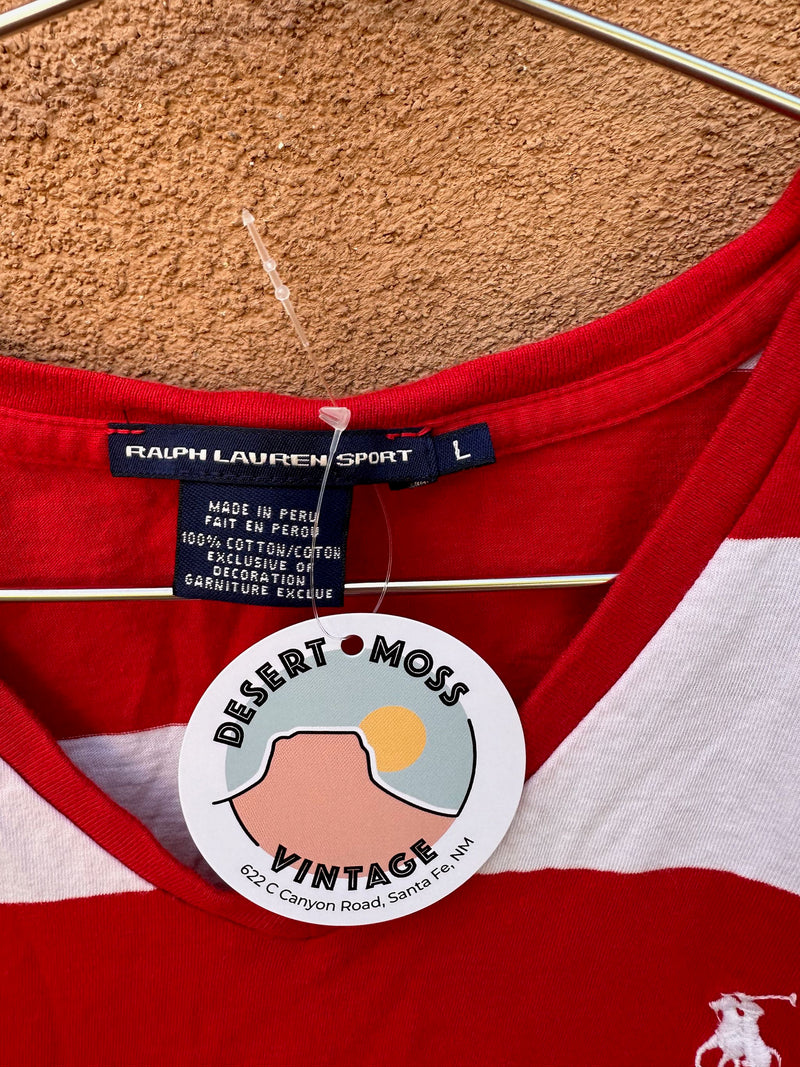 RALPH LAUREN SPORT
L
MADE IN PERU
FAIT EN PEROU
100% COTTON/COTON
EXCLUSIVE OF
DECORATION
GARNITURE EXCLUE
DESERT MOSS
VINTAGE
622 C Canyon Road, Santa Fe, NM